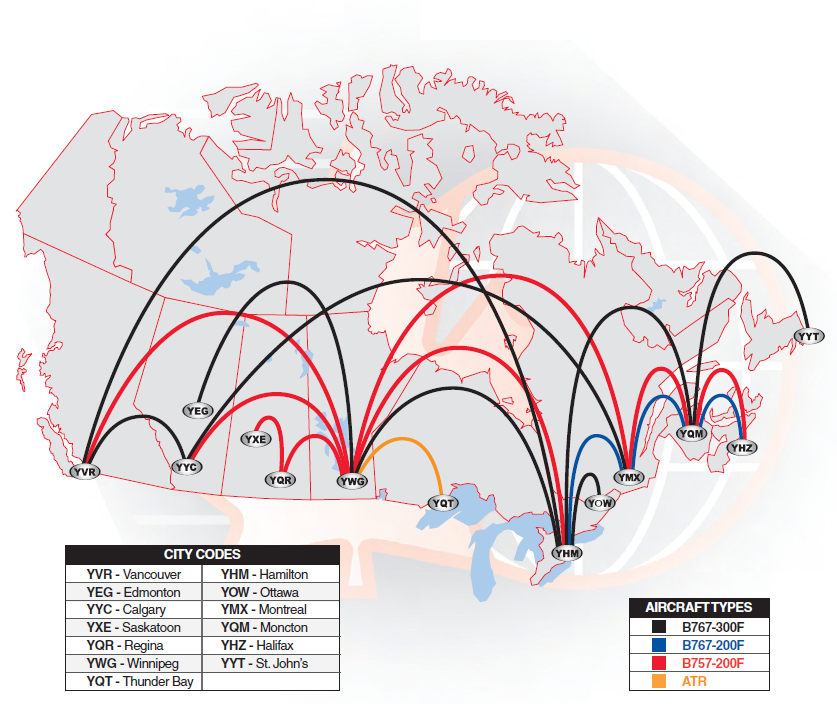 YYT
YEG
YQM
YXE
YHZ
YVR
YYC
YQR
YWG
YMX
YQT
YOW
YHM
CITY CODES
YVR - Vancouver YHM - Hamilton
YEG - Edmonton YOW - Ottawa
YYC - Calgary YMX - Montreal
YXE - Saskatoon YQM - Moncton
YQR - Regina YHZ - Halifax
YWG - Winnipeg YYT - St. John's
YQT - Thunder Bay
AIRCRAFT TYPES
B767-300F
B767-200F
B757-200F
ATR